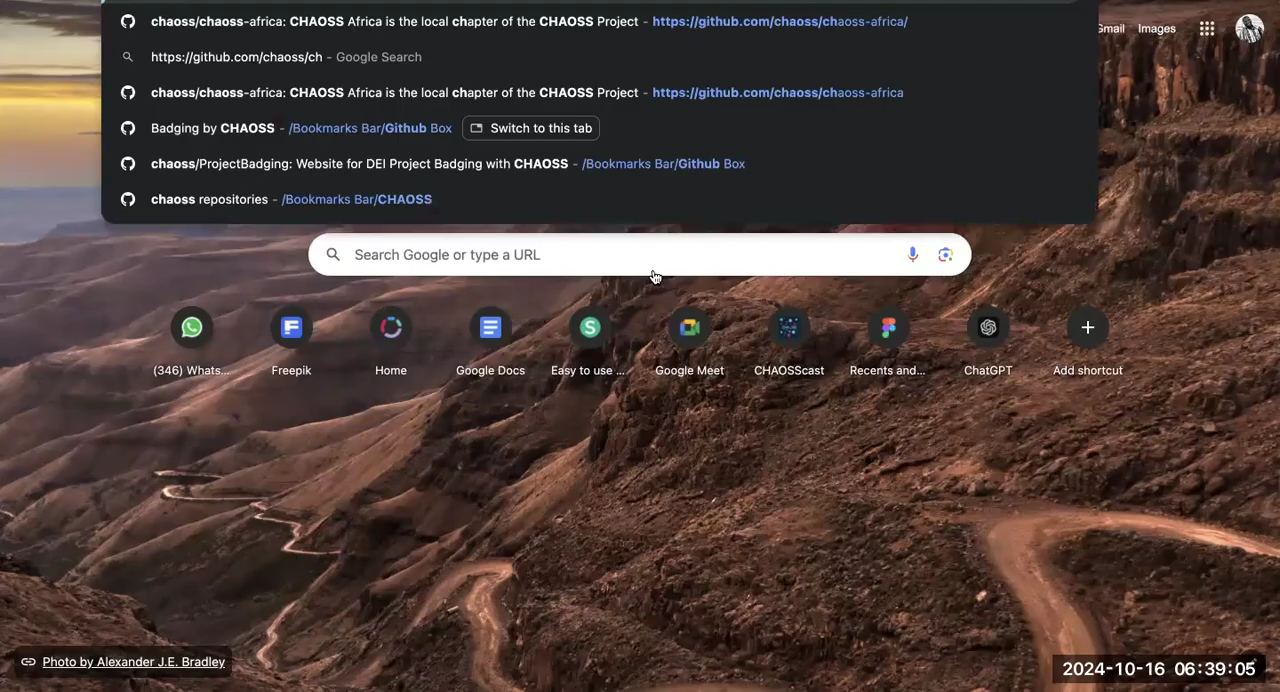 chaoss/chaoss-africa: CHAOSS Africa is the local chapter of the CHAOSS Project - https://github.com/chaoss/chaoss-africa/
https://github.com/chaoss/ch - Google Search
chaoss/chaoss-africa: CHAOSS Africa is the local chapter of the CHAOSS Project - https://github.com/chaoss/chaoss-africa
Badging by CHAOSS - /Bookmarks Bar/Github Box Switch to this tab
chaoss/ProjectBadging: Website for DEI Project Badging with CHAOSS - /Bookmarks Bar/Github Box
chaoss repositories - /Bookmarks Bar/CHAOSS
Gmail Images
Search Google or type a URL
(346) Whats... Freepik Home Google Docs Easy to use ... Google Meet CHAOSScast Recents and... ChatGPT Add shortcut
Photo by Alexander J.E. Bradley
2024-10-16 06:39:05